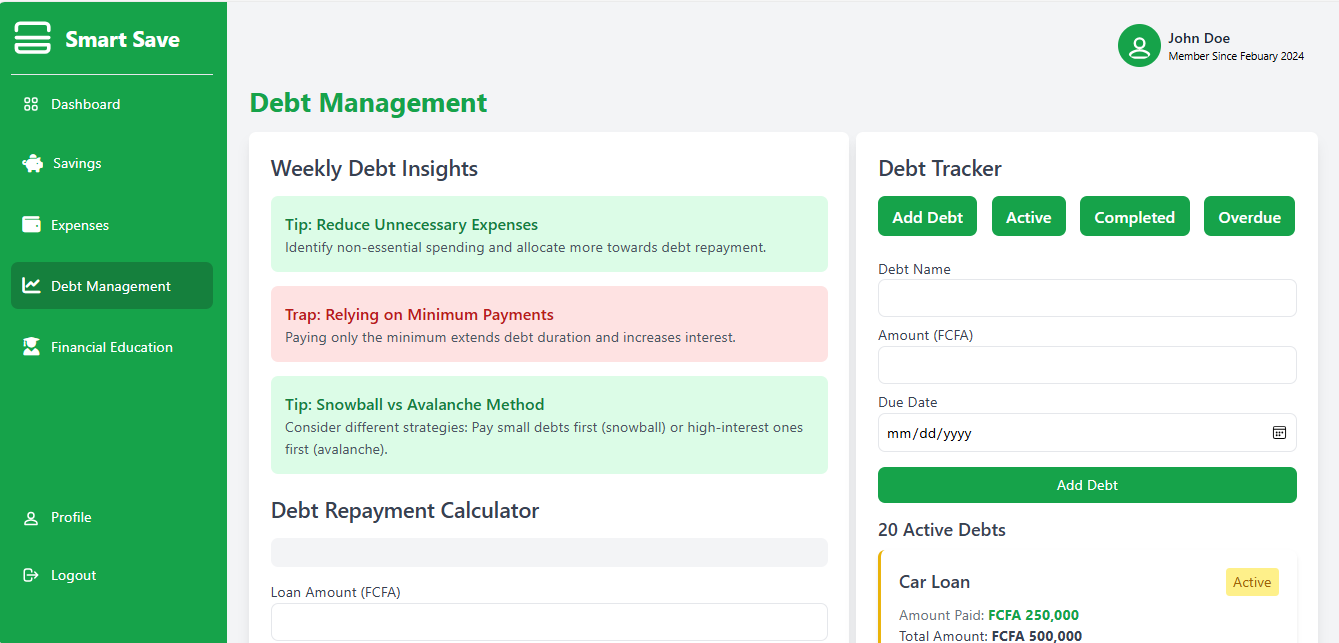 Smart Save
Dashboard
Savings
Expenses
Debt Management
Financial Education
Profile
Logout
John Doe
Member Since Febuary 2024
Debt Management
Weekly Debt Insights
Tip: Reduce Unnecessary Expenses
Identify non-essential spending and allocate more towards debt repayment.
Trap: Relying on Minimum Payments
Paying only the minimum extends debt duration and increases interest.
Tip: Snowball vs Avalanche Method
Consider different strategies: Pay small debts first (snowball) or high-interest ones
first (avalanche).
Debt Repayment Calculator
Loan Amount (FCFA)
Debt Tracker
Add Debt Active Completed Overdue
Debt Name
Amount (FCFA)
Due Date
mm/dd/yyyy
Add Debt
20 Active Debts
Car Loan Active
Amount Paid: FCFA 250,000
Total Amount: FCFA 500,000